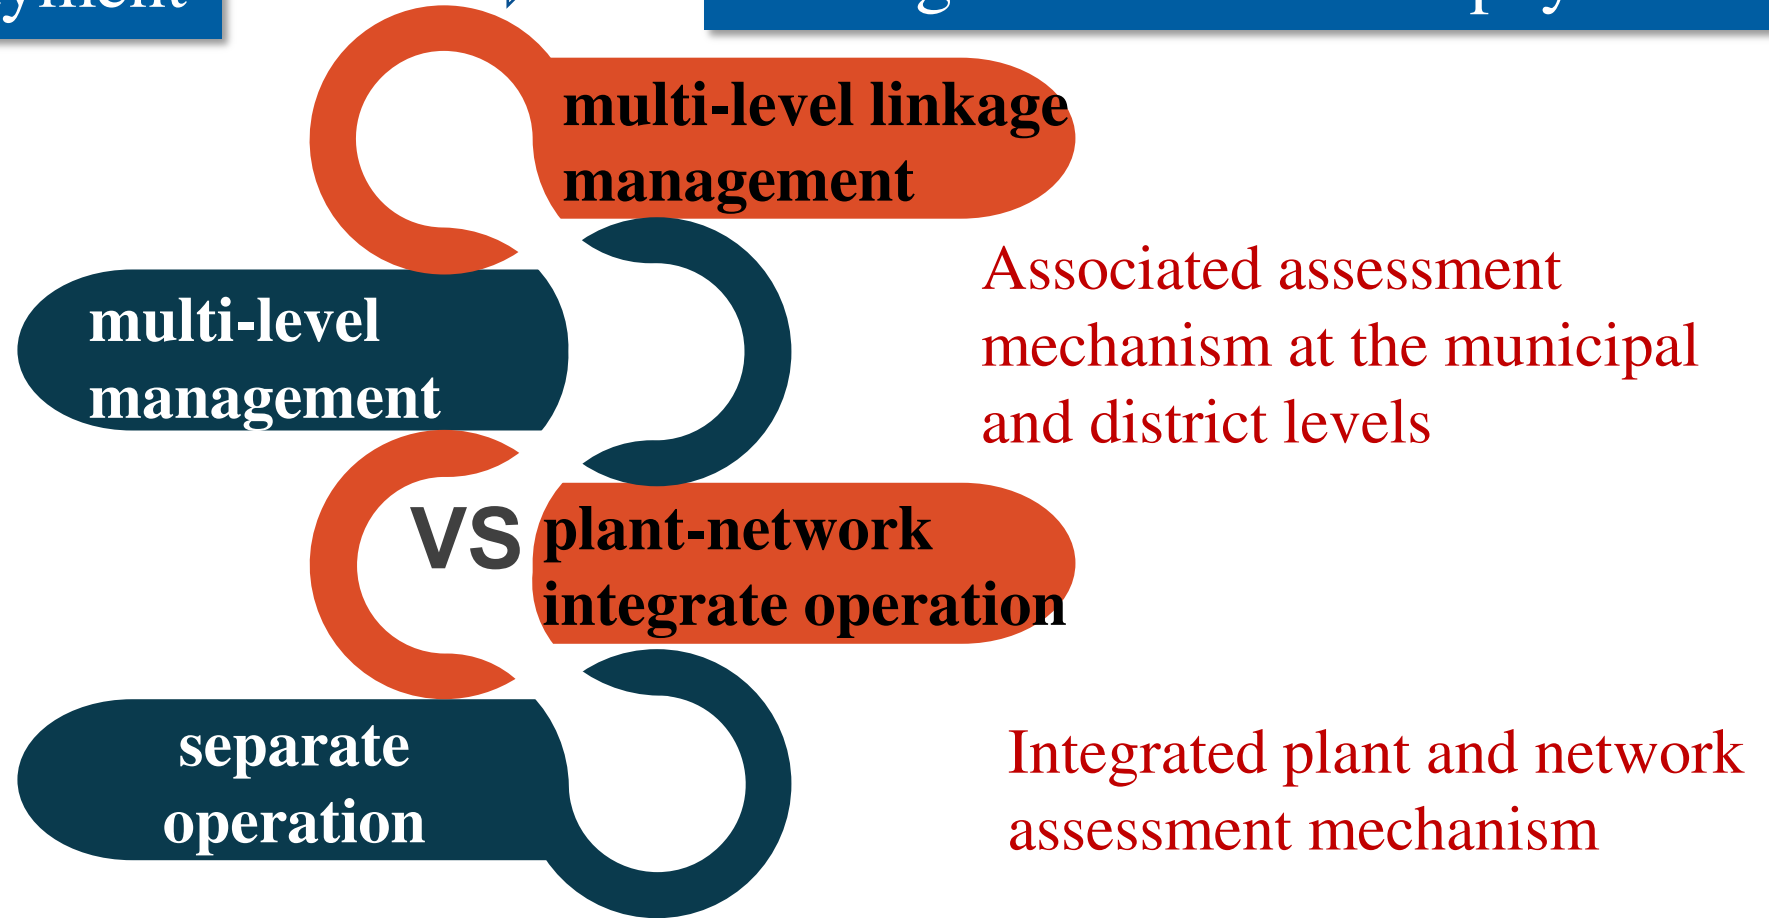 multi-level linkage
management
Associated assessment
mechanism at the municipal
and district levels
multi-level
management
VS
plant-network
integrate operation
separate
operation
Integrated plant and network
assessment mechanism